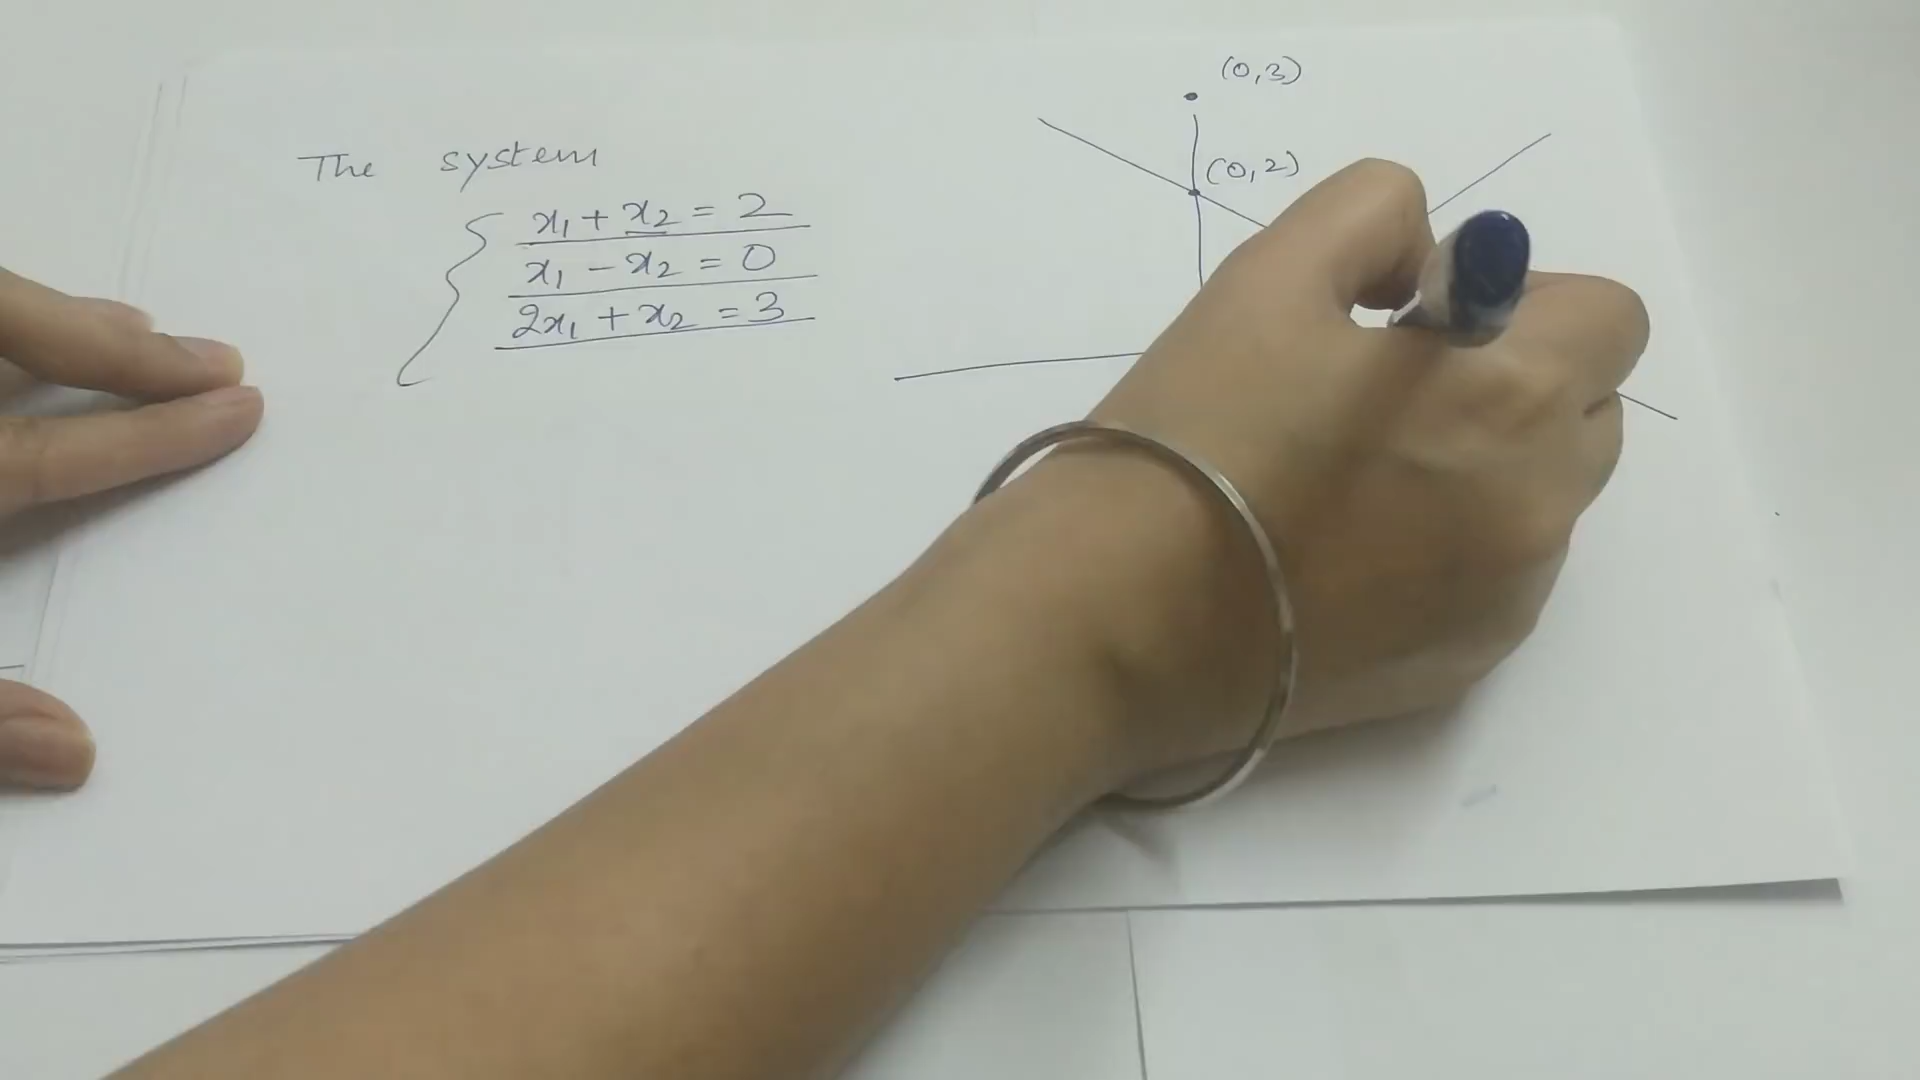 The system
x₁ + x₂ = 2
x₁ - x₂ = 0
2x₁ + x₂ = 3
(0,3)
(0,2)